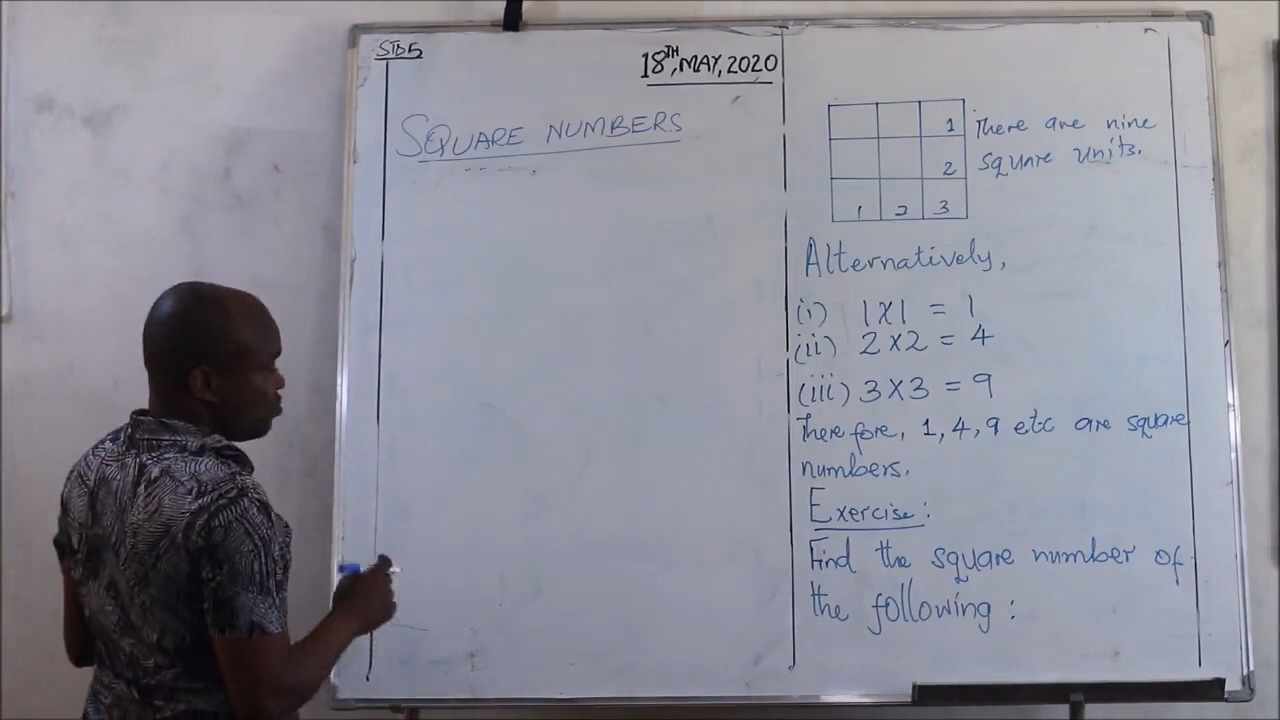 STD5
18TH, MAY, 2020
SQUARE NUMBERS
1 There are nine
2 square units.
1 2 3
Alternatively,
(i) 1x1 = 1
(ii) 2x2 = 4
(iii) 3x3 = 9
Therefore, 1, 4, 9 etc are square
numbers.
Exercise:
Find the square number of
the following: